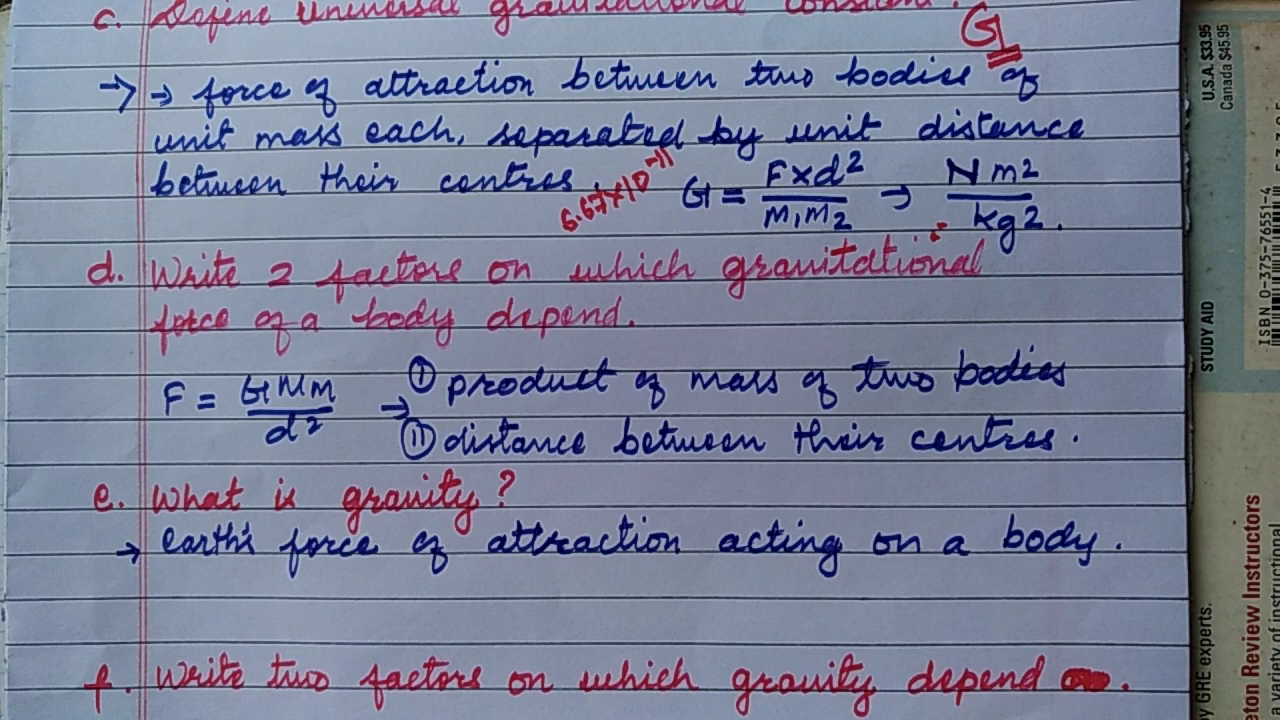 c. Define universal gravitational constant.
G
→ → force of attraction between two bodies of
unit mass each, separated by unit distance
between their centres.
6.67×10⁻¹¹
G = F×d² / m₁m₂ → Nm² / kg2.
d. Write 2 factors on which gravitational
force of a body depend.
F = GMm / d² → (i) product of mass of two bodies
(ii) distance between their centres.
e. What is gravity?
→ earth's force of attraction acting on a body.
f. Write two factors on which gravity depend
U.S.A. $33.95
Canada $45.95
STUDY AID
ISBN 0-375-76551-4
y GRE experts.
eton Review Instructors
a variety of instructional